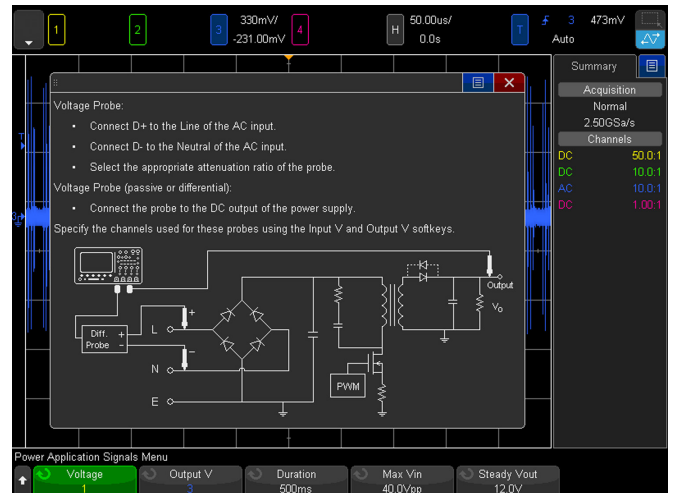 1
2
3
330mV/
-231.00mV
4
H
50.00us/
0.0s
T
3
473mV
Auto
Summary
Acquisition
Normal
2.50GSa/s
Channels
DC 50.0:1
DC 10.0:1
AC 10.0:1
DC 1.00:1
T
3
Voltage Probe:
• Connect D+ to the Line of the AC input.
• Connect D- to the Neutral of the AC input.
• Select the appropriate attenuation ratio of the probe.
Voltage Probe (passive or differential):
• Connect the probe to the DC output of the power supply.
Specify the channels used for these probes using the Input V and Output V softkeys.
Output
Vo
Diff. +
Probe -
+
L
-
N
E
PWM
Power Application Signals Menu
Voltage
1
Output V
3
Duration
500ms
Max Vin
40.0Vpp
Steady Vout
12.0V